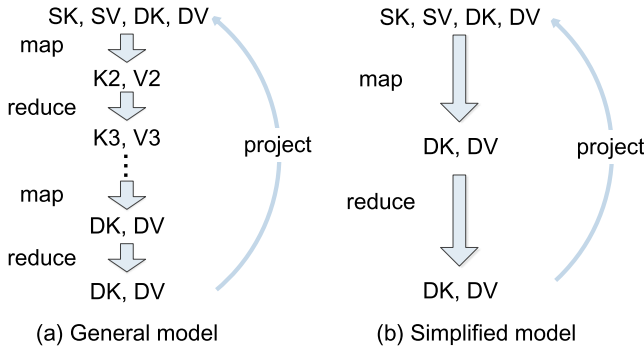 SK, SV, DK, DV
map
K2, V2
reduce
K3, V3
project
map
DK, DV
reduce
DK, DV
(a) General model
SK, SV, DK, DV
map
DK, DV
project
reduce
DK, DV
(b) Simplified model